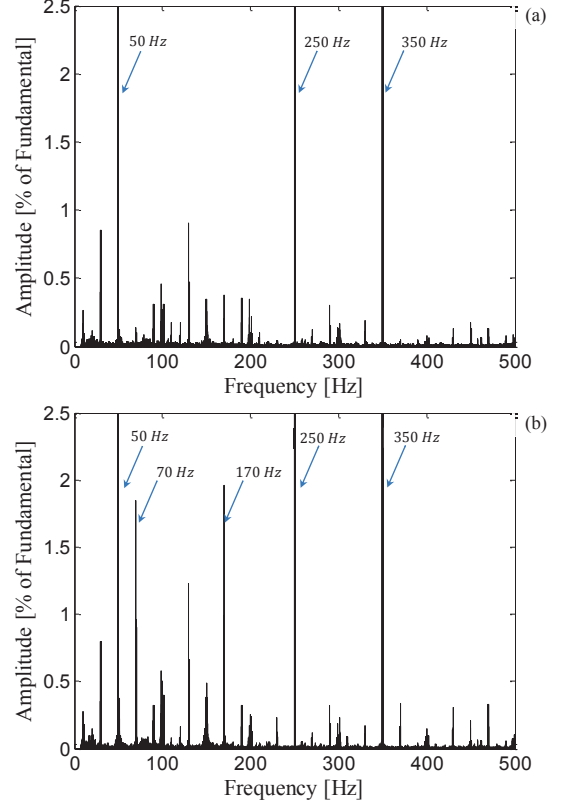 2.5
(a)
50 Hz
250 Hz
350 Hz
2
1.5
1
0.5
0
Amplitude [% of Fundamental]
0
100
200
300
400
500
Frequency [Hz]
2.5
(b)
50 Hz
250 Hz
350 Hz
70 Hz
170 Hz
2
1.5
1
0.5
0
Amplitude [% of Fundamental]
0
100
200
300
400
500
Frequency [Hz]